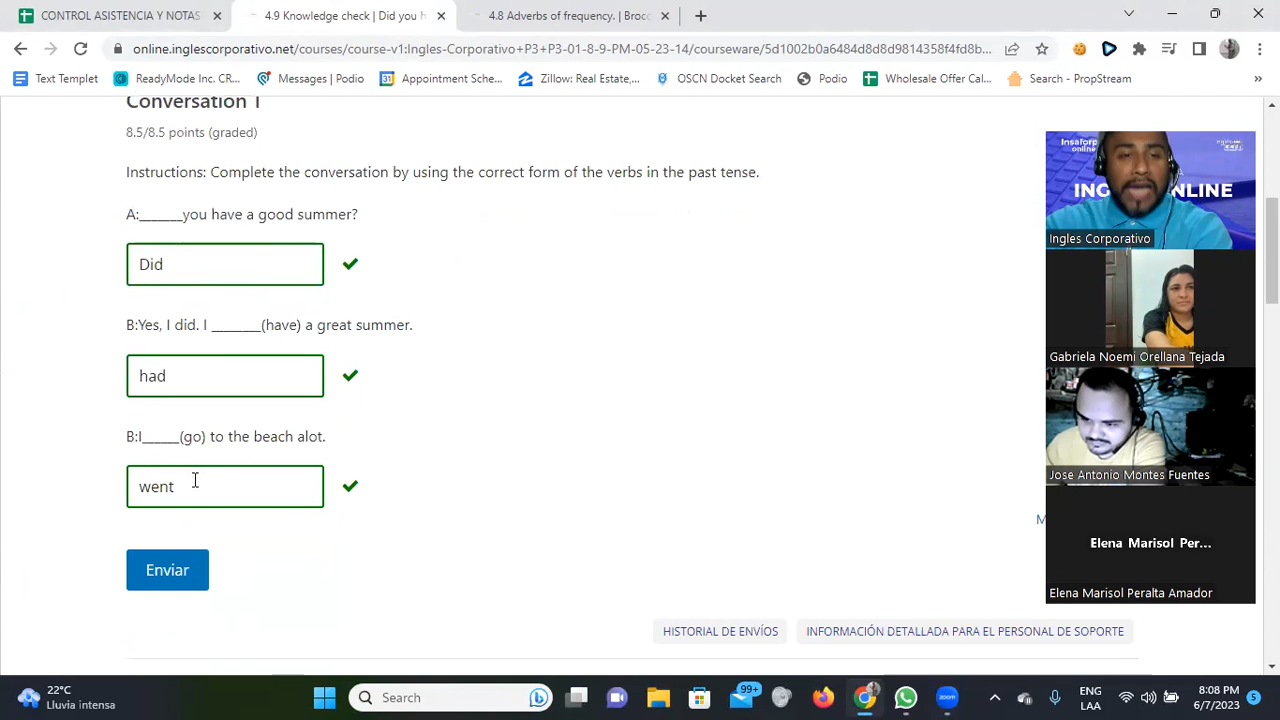 CONTROL ASISTENCIA Y NOTAS
4.9 Knowledge check | Did you h
4.8 Adverbs of frequency. | Brocc
online.inglescorporativo.net/courses/course-v1:Ingles-Corporativo+P3+P3-01-8-9-PM-05-23-14/courseware/5d1002b0a6484d8d8d9814358f4fd8b...
Text Templet
ReadyMode Inc. CR...
Messages | Podio
Appointment Sche...
Zillow: Real Estate,...
OSCN Docket Search
Podio
Wholesale Offer Cal...
Search - PropStream
»
Conversation 1
8.5/8.5 points (graded)
Instructions: Complete the conversation by using the correct form of the verbs in the past tense.
A:______you have a good summer?
Did
B:Yes, I did. I _______(have) a great summer.
had
B:I_____(go) to the beach alot.
went
Enviar
HISTORIAL DE ENVÍOS
INFORMACIÓN DETALLADA PARA EL PERSONAL DE SOPORTE
Insaforp
online
Ingles Corporativo
Gabriela Noemi Orellana Tejada
Jose Antonio Montes Fuentes
Elena Marisol Per...
Elena Marisol Peralta Amador
22°C
Lluvia intensa
Search
99+
ENG
LAA
8:08 PM
6/7/2023
5